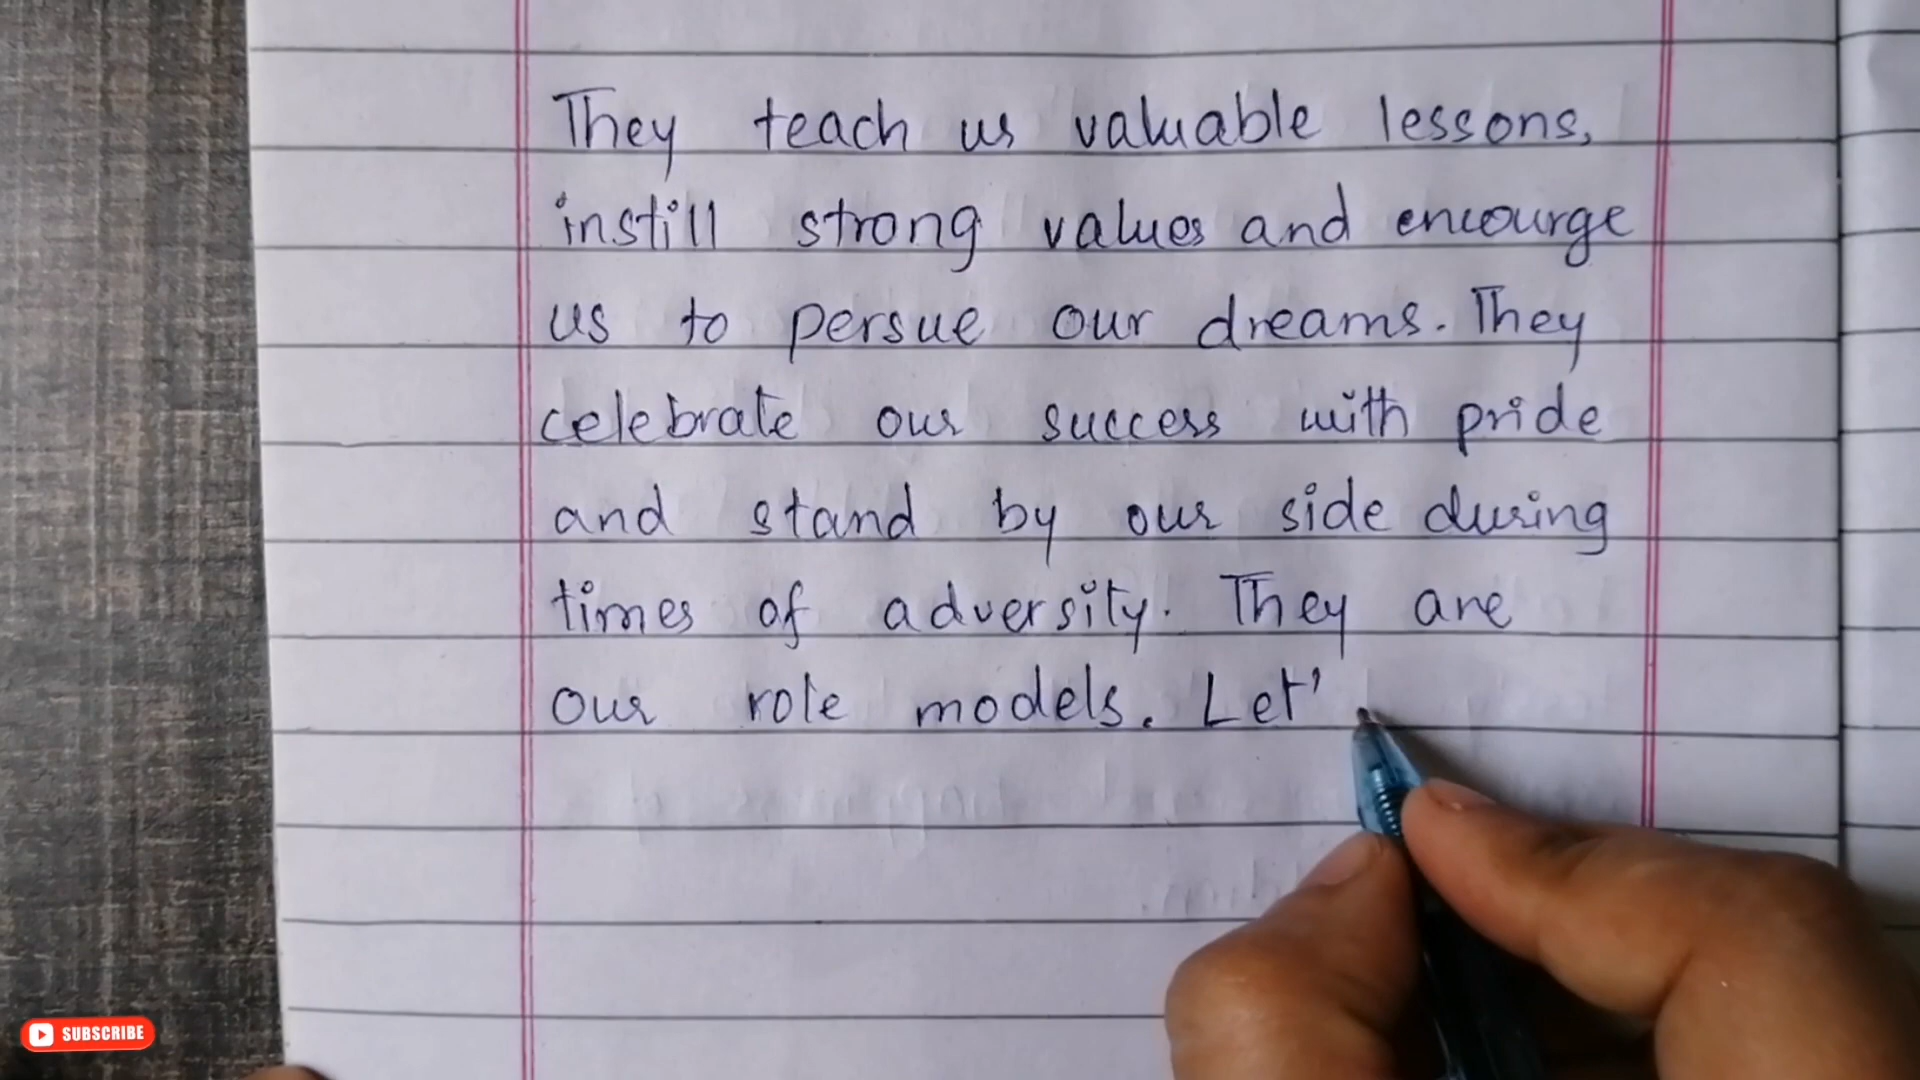 They teach us valuable lessons,
instill strong values and encourge
us to persue our dreams. They
celebrate our success with pride
and stand by our side during
times of adversity. They are
our role models. Let'
SUBSCRIBE